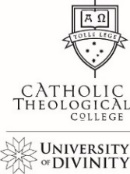 Α Ω
TOLLE LEGE
CATHOLIC
THEOLOGICAL
COLLEGE
UNIVERSITY
OF DIVINITY